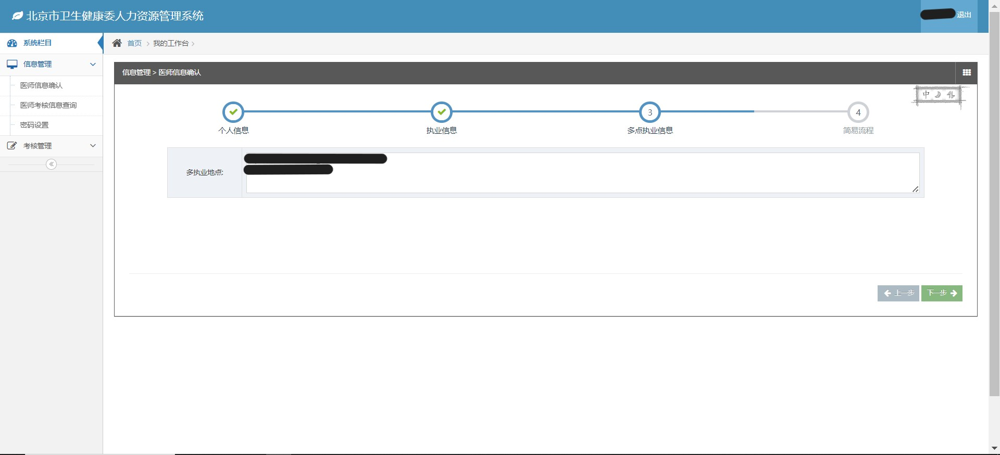 北京市卫生健康委人力资源管理系统
退出
系统栏目
首页 > 我的工作台 >
信息管理
信息管理 > 医师信息确认
医师信息确认
医师考核信息查询
密码设置
考核管理
中
3
4
个人信息
执业信息
多点执业信息
简易流程
多执业地点:
上一步
下一步